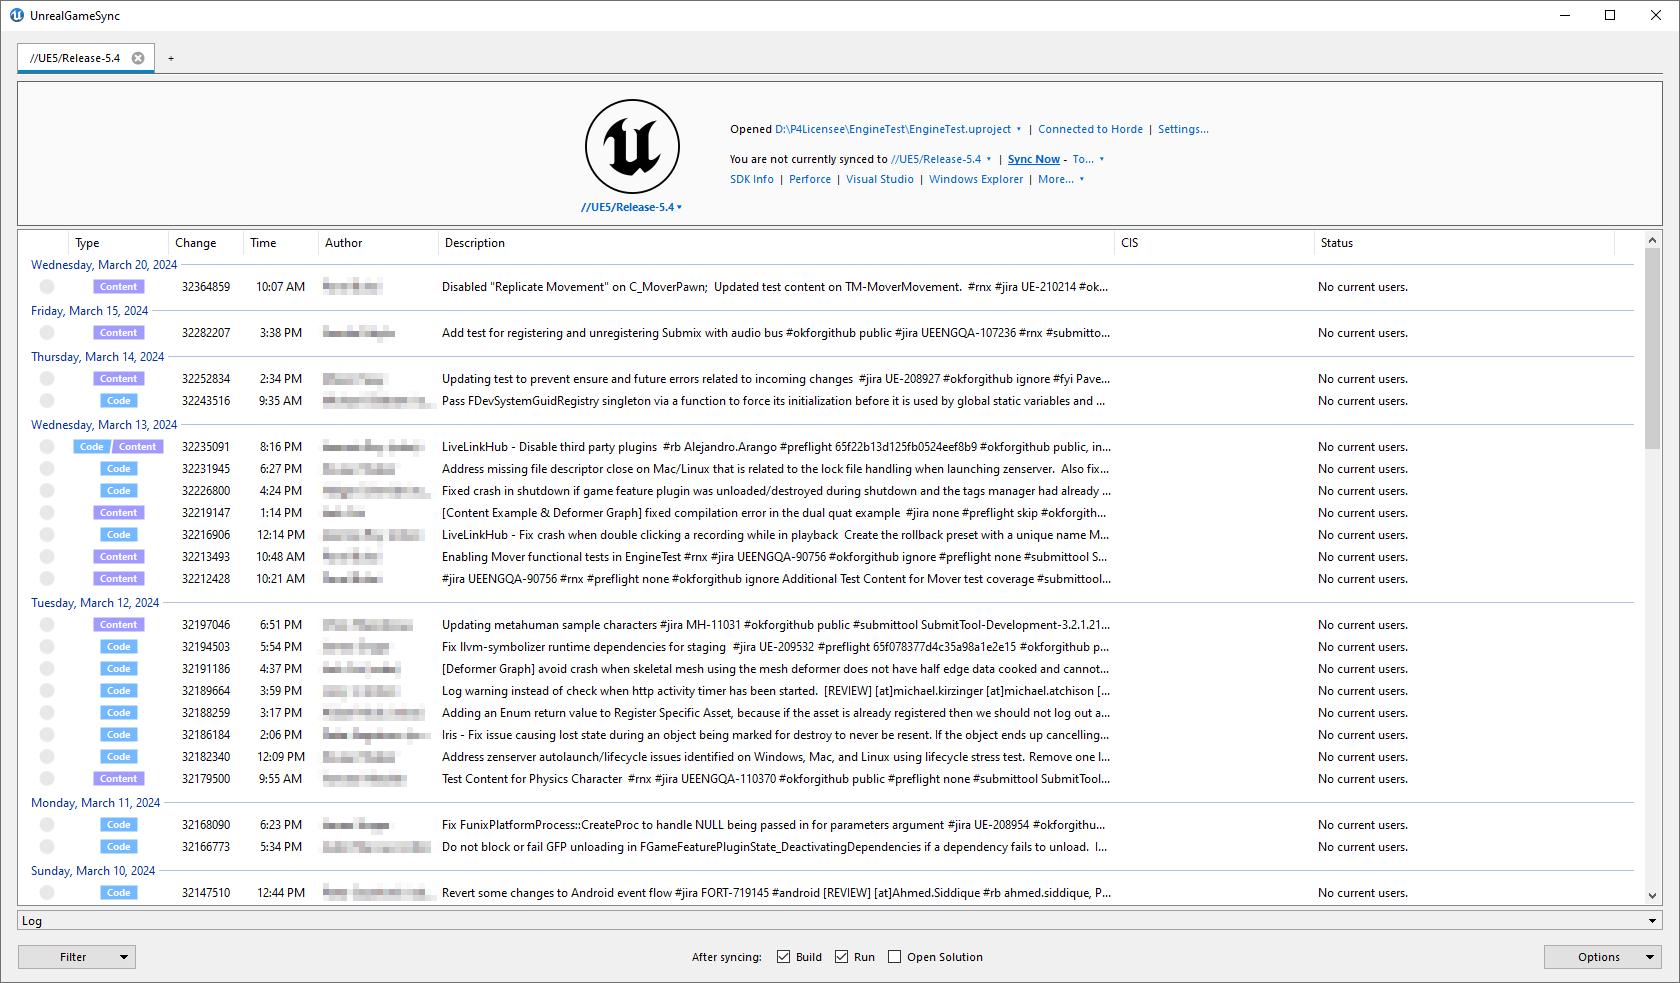 UnrealGameSync
//UE5/Release-5.4 +
Opened D:\P4Licensee\EngineTest\EngineTest.uproject | Connected to Horde | Settings...
You are not currently synced to //UE5/Release-5.4 | Sync Now - To...
SDK Info | Perforce | Visual Studio | Windows Explorer | More...
//UE5/Release-5.4
Type Change Time Author Description CIS Status
Wednesday, March 20, 2024
Content 32364859 10:07 AM Disabled "Replicate Movement" on C_MoverPawn; Updated test content on TM-MoverMovement. #rnx #jira UE-210214 #ok... No current users.
Friday, March 15, 2024
Content 32282207 3:38 PM Add test for registering and unregistering Submix with audio bus #okforgithub public #jira UEENGQA-107236 #rnx #submitto... No current users.
Thursday, March 14, 2024
Content 32252834 2:34 PM Updating test to prevent ensure and future errors related to incoming changes #jira UE-208927 #okforgithub ignore #fyi Pave... No current users.
Code 32243516 9:35 AM Pass FDevSystemGuidRegistry singleton via a function to force its initialization before it is used by global static variables and ... No current users.
Wednesday, March 13, 2024
Code / Content 32235091 8:16 PM LiveLinkHub - Disable third party plugins #rb Alejandro.Arango #preflight 65f22b13d125fb0524eef8b9 #okforgithub public, in... No current users.
Code 32231945 6:27 PM Address missing file descriptor close on Mac/Linux that is related to the lock file handling when launching zenserver. Also fix... No current users.
Code 32226800 4:24 PM Fixed crash in shutdown if game feature plugin was unloaded/destroyed during shutdown and the tags manager had already ... No current users.
Content 32219147 1:14 PM [Content Example & Deformer Graph] fixed compilation error in the dual quat example #jira none #preflight skip #okforgith... No current users.
Code 32216906 12:14 PM LiveLinkHub - Fix crash when double clicking a recording while in playback Create the rollback preset with a unique name M... No current users.
Content 32213493 10:48 AM Enabling Mover functional tests in EngineTest #rnx #jira UEENGQA-90756 #okforgithub ignore #preflight none #submittool S... No current users.
Content 32212428 10:21 AM #jira UEENGQA-90756 #rnx #preflight none #okforgithub ignore Additional Test Content for Mover test coverage #submittool... No current users.
Tuesday, March 12, 2024
Content 32197046 6:51 PM Updating metahuman sample characters #jira MH-11031 #okforgithub public #submittool SubmitTool-Development-3.2.1.21... No current users.
Code 32194503 5:54 PM Fix llvm-symbolizer runtime dependencies for staging #jira UE-209532 #preflight 65f078377d4c35a98a1e2e15 #okforgithub p... No current users.
Code 32191186 4:37 PM [Deformer Graph] avoid crash when skeletal mesh using the mesh deformer does not have half edge data cooked and cannot... No current users.
Code 32189664 3:59 PM Log warning instead of check when http activity timer has been started. [REVIEW] [at]michael.kirzinger [at]michael.atchison [... No current users.
Code 32188259 3:17 PM Adding an Enum return value to Register Specific Asset, because if the asset is already registered then we should not log out a... No current users.
Code 32186184 2:06 PM Iris - Fix issue causing lost state during an object being marked for destroy to never be resent. If the object ends up cancelling... No current users.
Code 32182340 12:09 PM Address zenserver autolaunch/lifecycle issues identified on Windows, Mac, and Linux using lifecycle stress test. Remove one l... No current users.
Content 32179500 9:55 AM Test Content for Physics Character #rnx #jira UEENGQA-110370 #okforgithub public #preflight none #submittool SubmitTool... No current users.
Monday, March 11, 2024
Code 32168090 6:23 PM Fix FunixPlatformProcess::CreateProc to handle NULL being passed in for parameters argument #jira UE-208954 #okforgithu... No current users.
Code 32166773 5:34 PM Do not block or fail GFP unloading in FGameFeaturePluginState_DeactivatingDependencies if a dependency fails to unload. I... No current users.
Sunday, March 10, 2024
Code 32147510 12:44 PM Revert some changes to Android event flow #jira FORT-719145 #android [REVIEW] [at]Ahmed.Siddique #rb ahmed.siddique, P... No current users.
Log
Filter After syncing: Build Run Open Solution Options